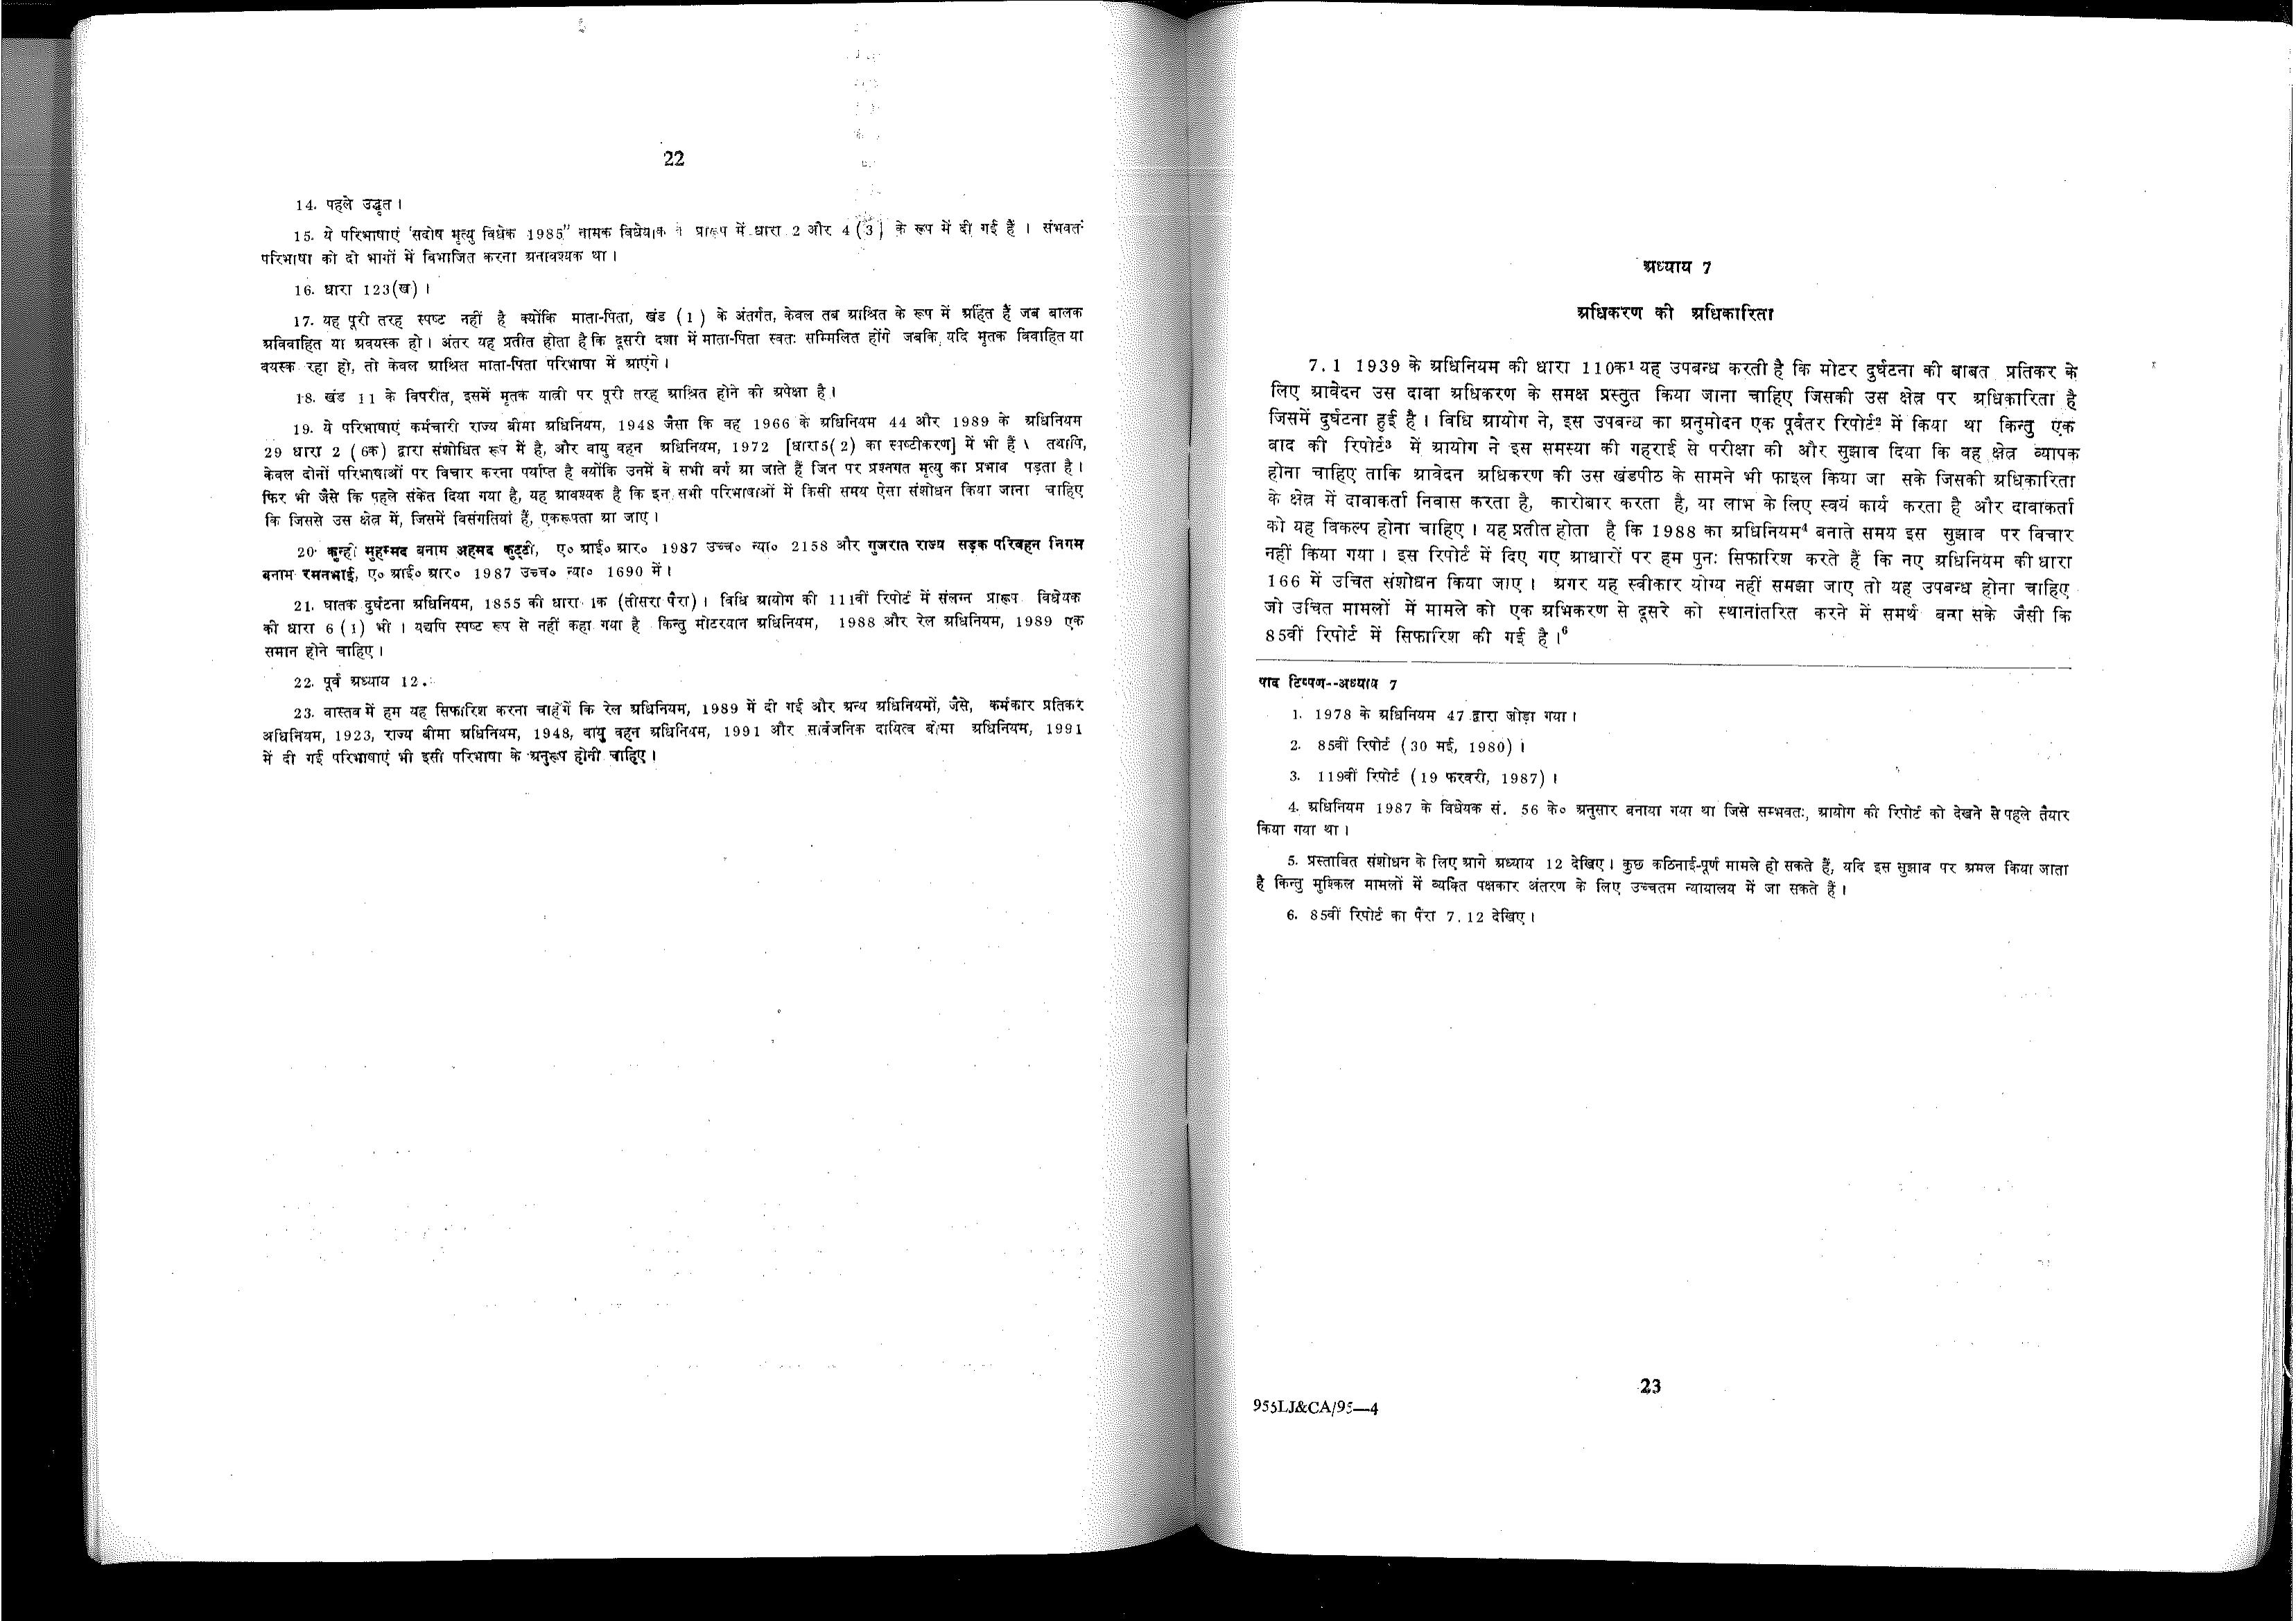 22
14. पहले उद्धृत ।
15. ये परिभाषाएं 'सदोष मृत्यु विधेक 1985" नामक विधेयक प्रारूप में धारा 2 और 4 (3) के रूप में दी गई हैं । संभवतः
परिभाषा को दो भागों में विभाजित करना अनावश्यक था ।
16. धारा 123(ख) ।
17. यह पूरी तरह स्पष्ट नहीं है क्योंकि माता-पिता, खंड (1) के अंतर्गत, केवल तब आश्रित के रूप में अर्हित हैं जब बालक
अविवाहित या अवयस्क हो । अंतर यह प्रतीत होता है कि दूसरी दशा में माता-पिता स्वतः सम्मिलित होंगे जबकि, यदि मृतक विवाहित या
वयस्क रहा हो, तो केवल आश्रित माता-पिता परिभाषा में आएंगे ।
18. खंड 11 के विपरीत, इसमें मृतक यात्री पर पूरी तरह आश्रित होने की अपेक्षा है ।
19. ये परिभाषाएं कर्मचारी राज्य बीमा अधिनियम, 1948 जैसा कि वह 1966 के अधिनियम 44 और 1989 के अधिनियम
29 धारा 2 (6क) द्वारा संशोधित रूप में है, और वायु वहन अधिनियम, 1972 [धारा5(2) का स्पष्टीकरण] में भी हैं \ तथापि,
केवल दोनों परिभाषाओं पर विचार करना पर्याप्त है क्योंकि उनमें वे सभी वर्ग आ जाते हैं जिन पर प्रश्नगत मृत्यु का प्रभाव पड़ता है ।
फिर भी जैसे कि पहले संकेत दिया गया है, यह आवश्यक है कि इन सभी परिभाषाओं में किसी समय ऐसा संशोधन किया जाना चाहिए
कि जिससे उस क्षेत्र में, जिसमें विसंगतियां हैं, एकरूपता आ जाए ।
20. कुन्ही मुहम्मद बनाम अहमद कुट्टी, ए० आई० आर० 1987 उच्च० न्या० 2158 और गुजरात राज्य सड़क परिवहन निगम
बनाम रमनभाई, ए० आई० आर० 1987 उच्च० न्या० 1690 में ।
21. घातक दुर्घटना अधिनियम, 1855 की धारा 1क (तीसरा पैरा) । विधि आयोग की 111वीं रिपोर्ट में संलग्न प्रारूप विधेयक
की धारा 6 (1) भी । यद्यपि स्पष्ट रूप से नहीं कहा गया है किन्तु मोटरयान अधिनियम, 1988 और रेल अधिनियम, 1989 एक
समान होने चाहिए ।
22. पूर्व अध्याय 12.
23. वास्तव में हम यह सिफारिश करना चाहेंगे कि रेल अधिनियम, 1989 में दी गई और अन्य अधिनियमों, जैसे, कर्मकार प्रतिकर
अधिनियम, 1923, राज्य बीमा अधिनियम, 1948, वायु वहन अधिनियम, 1991 और सार्वजनिक दायित्व बीमा अधिनियम, 1991
में दी गई परिभाषाएं भी इसी परिभाषा के अनुरूप होनी चाहिए ।
अध्याय 7
अधिकरण की अधिकारिता
7.1 1939 के अधिनियम की धारा 110क¹ यह उपबन्ध करती है कि मोटर दुर्घटना की बाबत प्रतिकर के
लिए आवेदन उस दावा अधिकरण के समक्ष प्रस्तुत किया जाना चाहिए जिसकी उस क्षेत्र पर अधिकारिता है
जिसमें दुर्घटना हुई है । विधि आयोग ने, इस उपबन्ध का अनुमोदन एक पूर्वतर रिपोर्ट² में किया था किन्तु एक
बाद की रिपोर्ट³ में आयोग ने इस समस्या की गहराई से परीक्षा की और सुझाव दिया कि वह क्षेत्र व्यापक
होना चाहिए ताकि आवेदन अधिकरण की उस खंडपीठ के सामने भी फाइल किया जा सके जिसकी अधिकारिता
के क्षेत्र में दावाकर्ता निवास करता है, कारोबार करता है, या लाभ के लिए स्वयं कार्य करता है और दावाकर्ता
को यह विकल्प होना चाहिए । यह प्रतीत होता है कि 1988 का अधिनियम⁴ बनाते समय इस सुझाव पर विचार
नहीं किया गया । इस रिपोर्ट में दिए गए आधारों पर हम पुनः सिफारिश करते हैं कि नए अधिनियम की धारा
166 में उचित संशोधन किया जाए । अगर यह स्वीकार योग्य नहीं समझा जाए तो यह उपबन्ध होना चाहिए
जो उचित मामलों में मामले को एक अभिकरण से दूसरे को स्थानांतरित करने में समर्थ बना सके जैसी कि
85वीं रिपोर्ट में सिफारिश की गई है ।⁶
पाद टिप्पण--अध्याय 7
1. 1978 के अधिनियम 47 द्वारा जोड़ा गया ।
2. 85वीं रिपोर्ट (30 मई, 1980) ।
3. 119वीं रिपोर्ट (19 फरवरी, 1987) ।
4. अधिनियम 1987 के विधेयक सं. 56 के० अनुसार बनाया गया था जिसे सम्भवतः, आयोग की रिपोर्ट को देखने से पहले तैयार
किया गया था ।
5. प्रस्तावित संशोधन के लिए आगे अध्याय 12 देखिए । कुछ कठिनाई-पूर्ण मामले हो सकते हैं, यदि इस सुझाव पर अमल किया जाता
है किन्तु मुश्किल मामलों में व्यक्ति पक्षकार अंतरण के लिए उच्चतम न्यायालय में जा सकते हैं ।
6. 85वीं रिपोर्ट का पैरा 7.12 देखिए ।
23
955LJ&CA/95—4